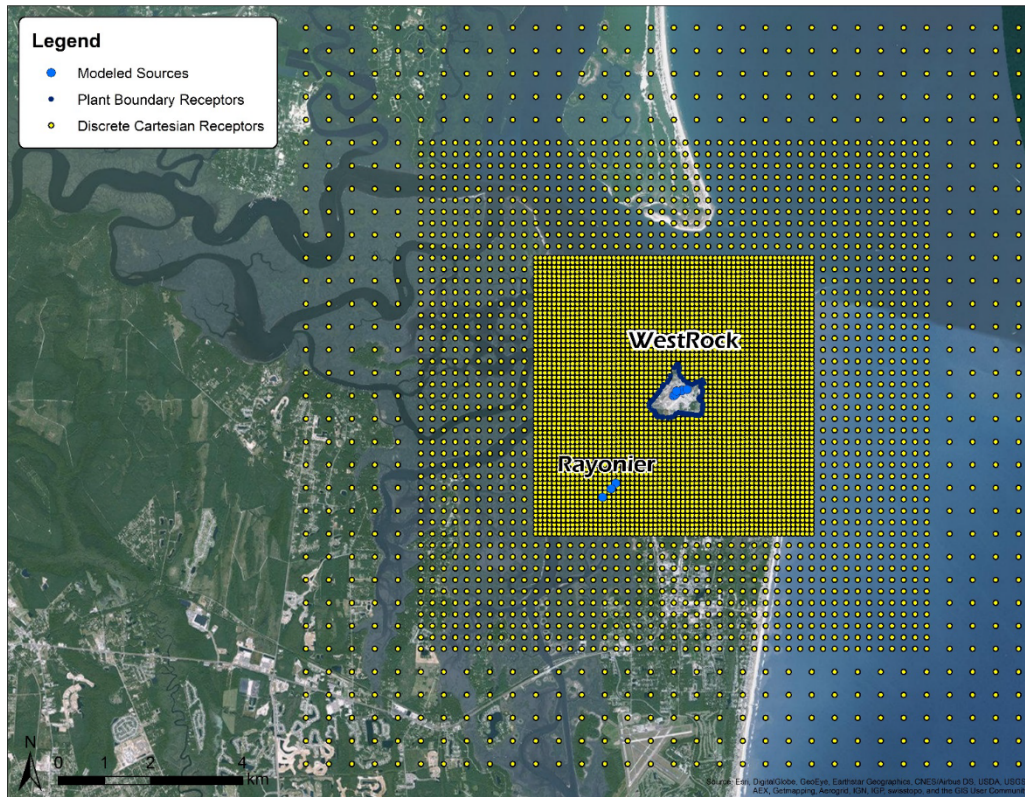 Legend
Modeled Sources
Plant Boundary Receptors
Discrete Cartesian Receptors
WestRock
Rayonier
N
0 1 2 4
km
Source: Esri, DigitalGlobe, GeoEye, Earthstar Geographics, CNES/Airbus DS, USDA, USGS,
AEX, Getmapping, Aerogrid, IGN, IGP, swisstopo, and the GIS User Community